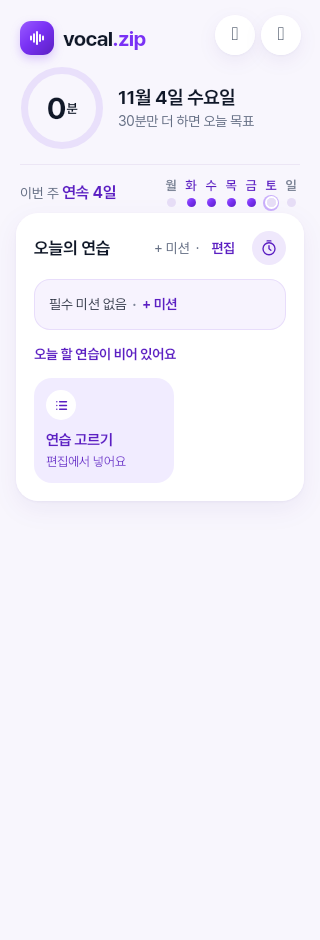 vocal.zip
0분
11월 4일 수요일
30분만 더 하면 오늘 목표
이번 주 연속 4일
월 화 수 목 금 토 일
오늘의 연습
+ 미션 · 편집
필수 미션 없음 · + 미션
오늘 할 연습이 비어 있어요
연습 고르기
편집에서 넣어요